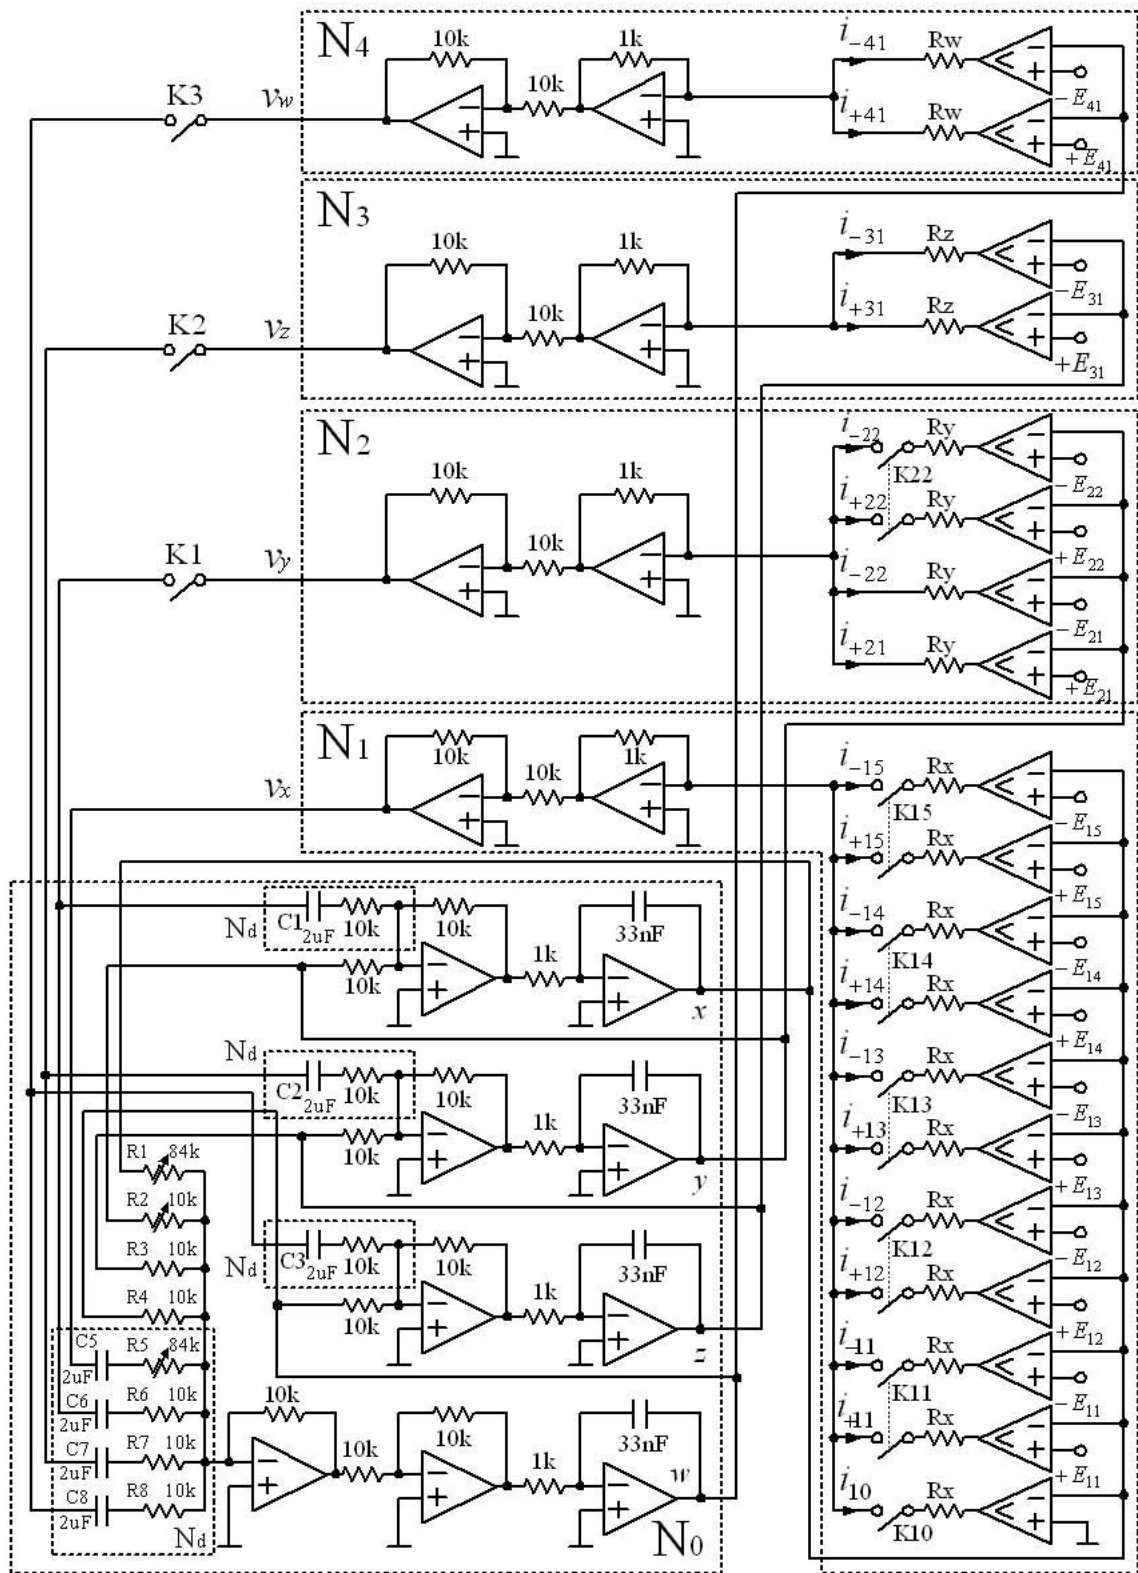 N4
10k
1k
10k
i−41
Rw
−E41
i+41
Rw
+E41
K3
vw
N3
10k
1k
10k
i−31
Rz
−E31
i+31
Rz
+E31
K2
vz
N2
10k
1k
10k
i−22
Ry
K22
−E22
i+22
Ry
+E22
i−22
Ry
−E21
i+21
Ry
+E21
K1
vy
N1
10k
10k
1k
vx
i−15
Rx
K15
−E15
i+15
Rx
+E15
i−14
Rx
K14
−E14
i+14
Rx
+E14
i−13
Rx
K13
−E13
i+13
Rx
+E13
i−12
Rx
K12
−E12
i+12
Rx
+E12
i−11
Rx
K11
−E11
i+11
Rx
+E11
i10
Rx
K10
Nd
C1
2uF
10k
10k
10k
1k
33nF
x
Nd
C2
2uF
10k
10k
10k
1k
33nF
y
Nd
C3
2uF
10k
10k
10k
1k
33nF
z
R1 84k
R2 10k
R3 10k
R4 10k
C5
2uF
R5 84k
C6
2uF
R6 10k
C7
2uF
R7 10k
C8
2uF
R8 10k
Nd
10k
10k
10k
1k
33nF
w
N0